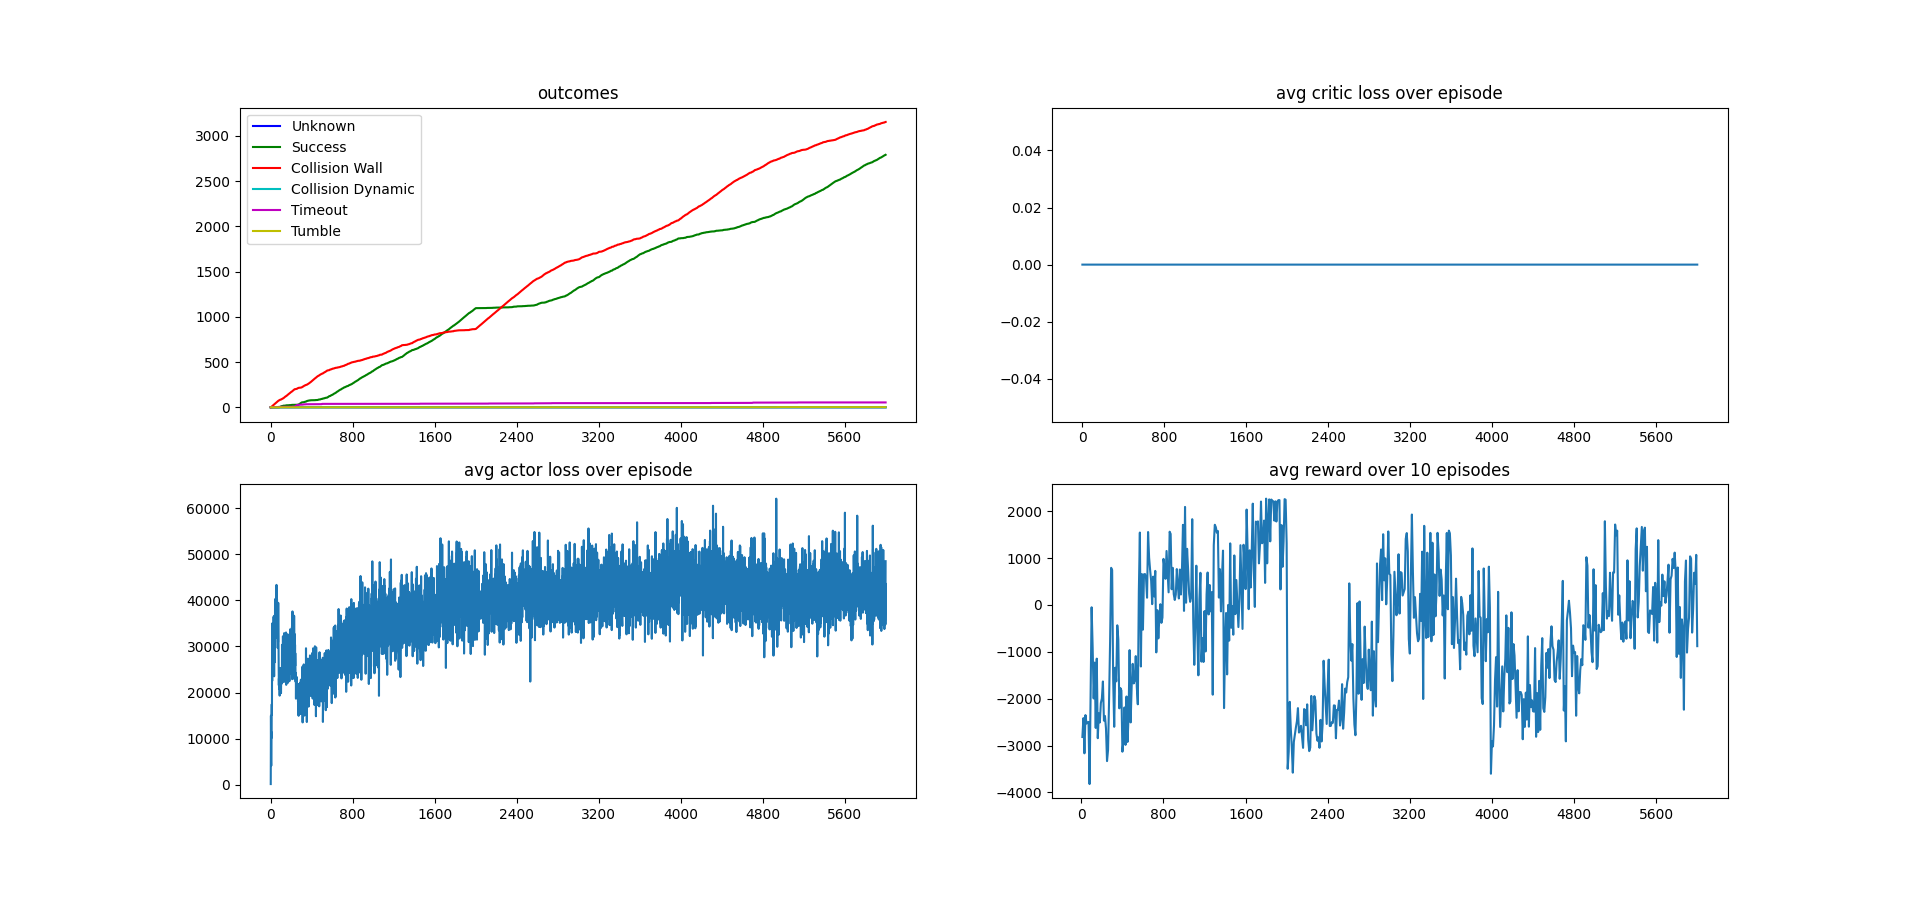 outcomes
3000
2500
2000
1500
1000
500
0
Unknown
Success
Collision Wall
Collision Dynamic
Timeout
Tumble
0 800 1600 2400 3200 4000 4800 5600
avg critic loss over episode
0.04
0.02
0.00
−0.02
−0.04
0 800 1600 2400 3200 4000 4800 5600
avg actor loss over episode
60000
50000
40000
30000
20000
10000
0
0 800 1600 2400 3200 4000 4800 5600
avg reward over 10 episodes
2000
1000
0
−1000
−2000
−3000
−4000
0 800 1600 2400 3200 4000 4800 5600